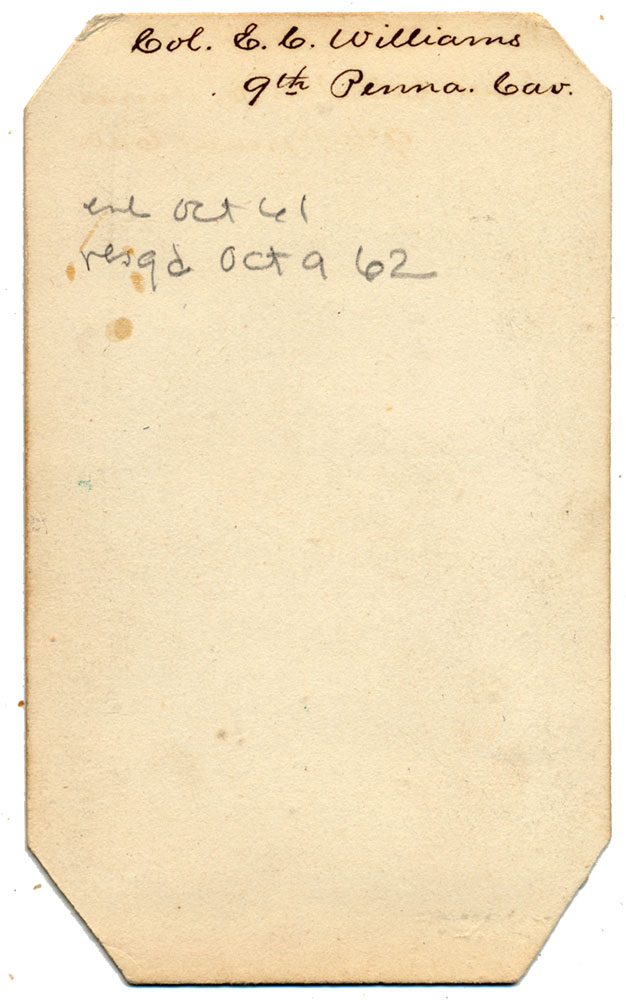 Col. E. C. Williams
9th Penna. Cav.
enl Oct 61
resgd Oct 9 62